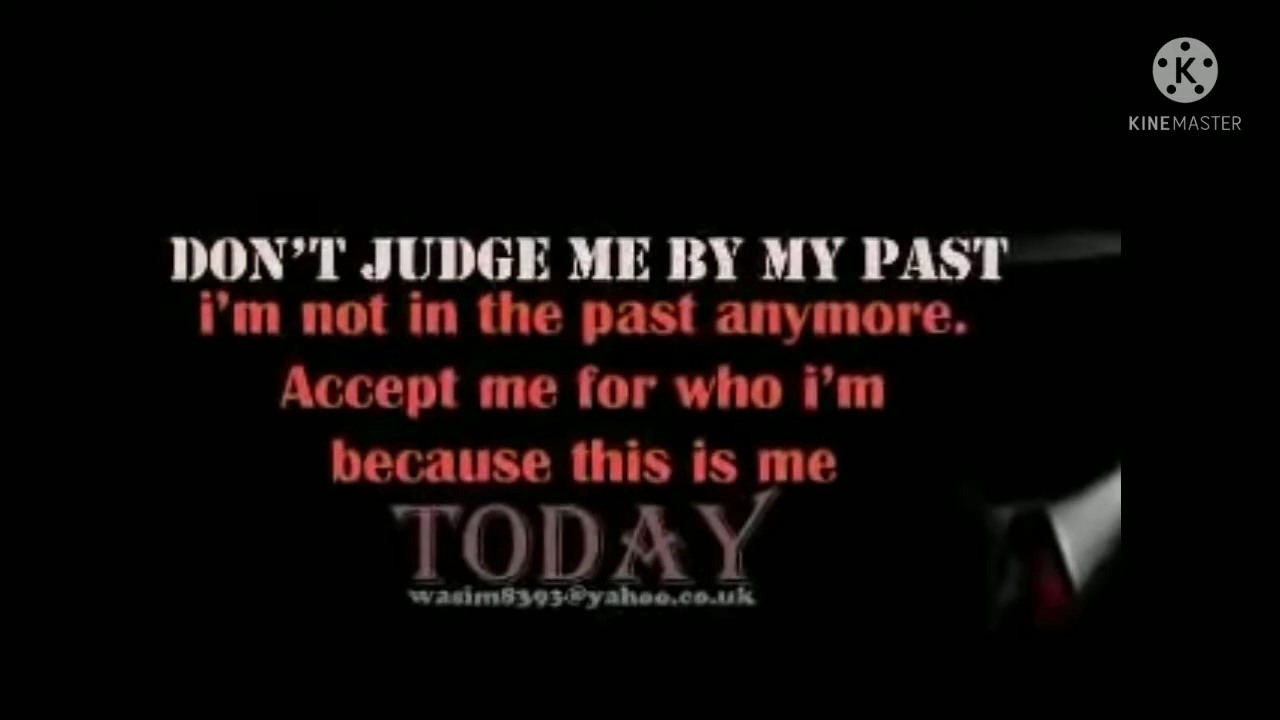 KINEMASTER
DON'T JUDGE ME BY MY PAST
i'm not in the past anymore.
Accept me for who i'm
because this is me
TODAY
wasim8393@yahoo.co.uk